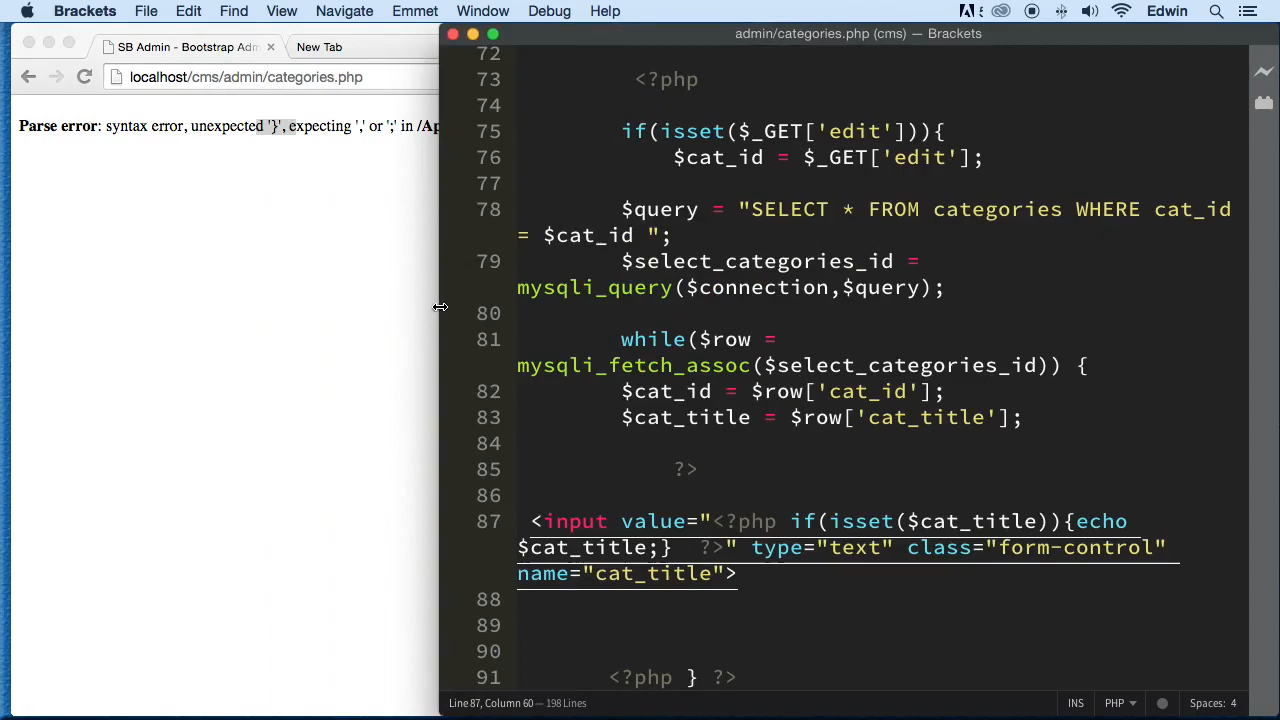 Brackets File Edit Find View Navigate Emmet Window Debug Help 5 Edwin
SB Admin - Bootstrap Adm
New Tab
localhost/cms/admin/categories.php
Parse error: syntax error, unexpected '}', expecting ',' or ';' in /Ap
admin/categories.php (cms) — Brackets
72
73 <?php
74
75 if(isset($_GET['edit'])){
76 $cat_id = $_GET['edit'];
77
78 $query = "SELECT * FROM categories WHERE cat_id
= $cat_id ";
79 $select_categories_id =
mysqli_query($connection,$query);
80
81 while($row =
mysqli_fetch_assoc($select_categories_id)) {
82 $cat_id = $row['cat_id'];
83 $cat_title = $row['cat_title'];
84
85 ?>
86
87 <input value="<?php if(isset($cat_title)){echo
$cat_title;} ?>" type="text" class="form-control"
name="cat_title">
88
89
90
91 <?php } ?>
Line 87, Column 60 — 198 Lines
INS PHP Spaces: 4